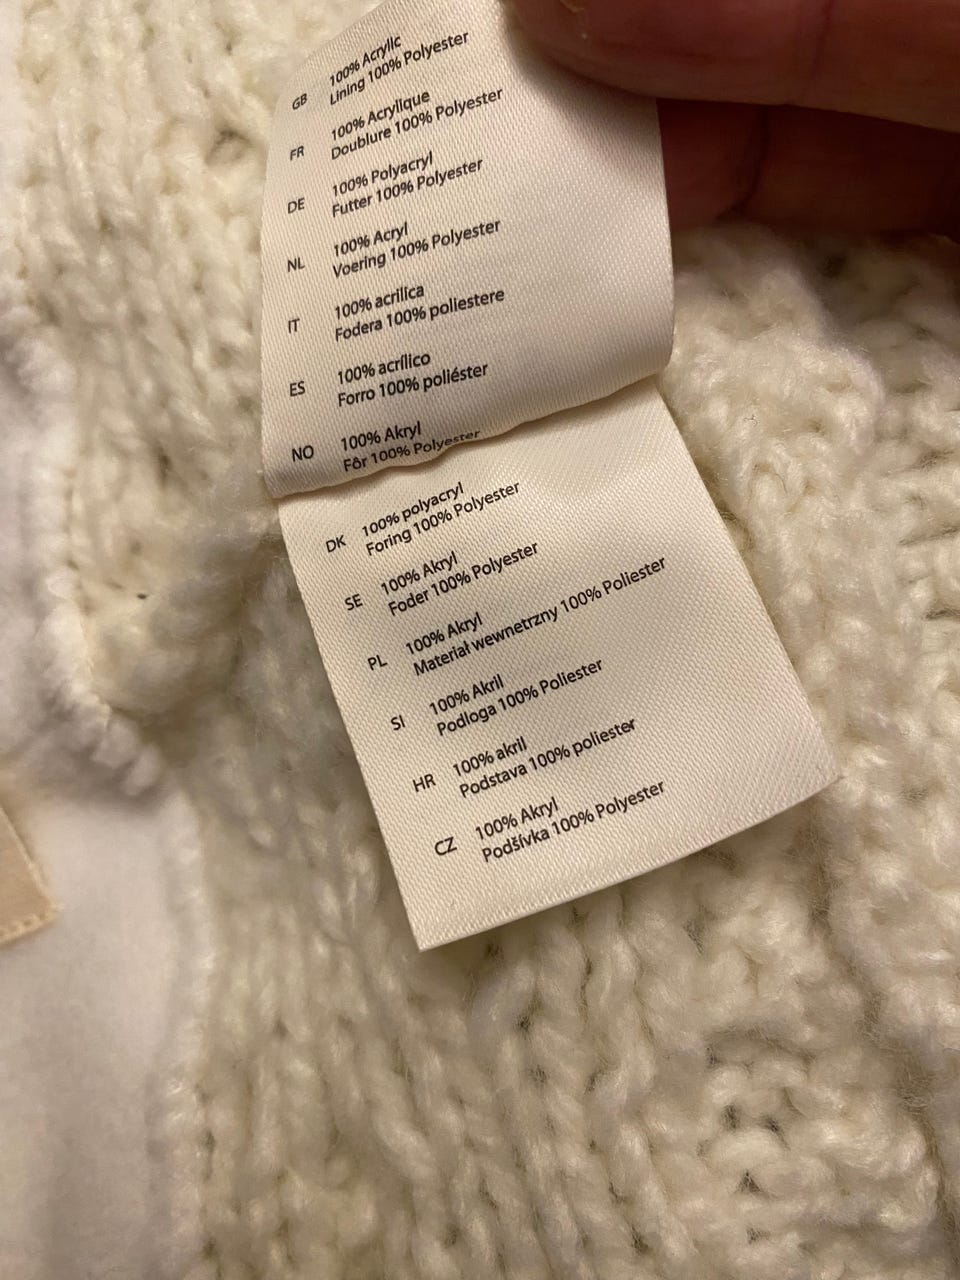 GB 100% Acrylic
Lining 100% Polyester
FR 100% Acrylique
Doublure 100% Polyester
DE 100% Polyacryl
Futter 100% Polyester
NL 100% Acryl
Voering 100% Polyester
IT 100% acrilica
Fodera 100% poliestere
ES 100% acrílico
Forro 100% poliéster
NO 100% Akryl
Fôr 100% Polyester
DK 100% polyacryl
Foring 100% Polyester
SE 100% Akryl
Foder 100% Polyester
PL 100% Akryl
Materiał wewnetrzny 100% Poliester
SI 100% Akril
Podloga 100% Poliester
HR 100% akril
Podstava 100% poliester
CZ 100% Akryl
Podšívka 100% Polyester